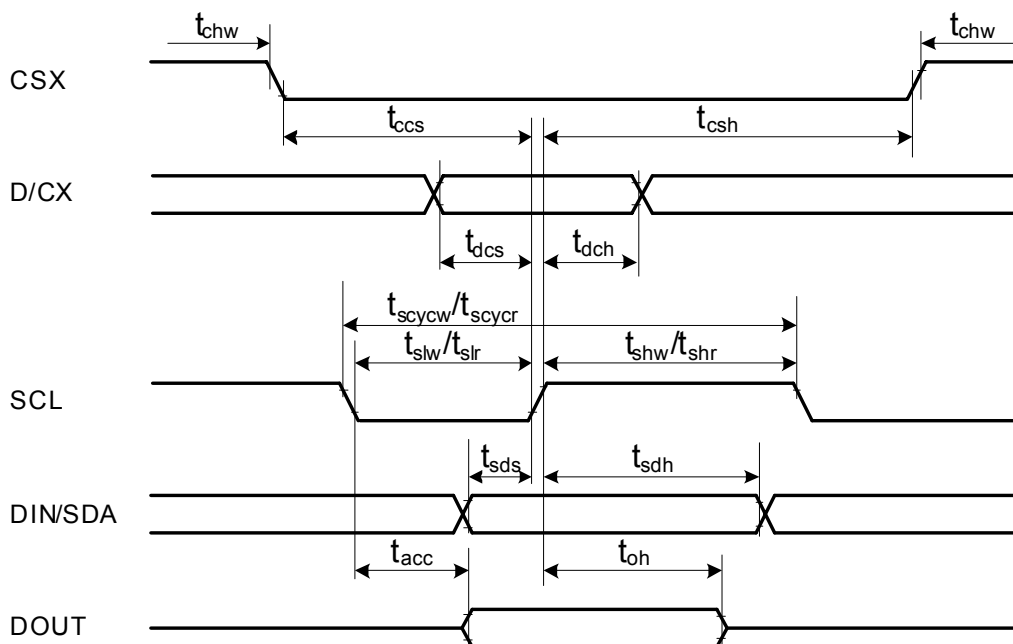 tchw tchw
CSX
tccs tcsh
D/CX
tdcs tdch
tscycw/tscycr
tslw/tslr tshw/tshr
SCL
tsds tsdh
DIN/SDA
tacc toh
DOUT